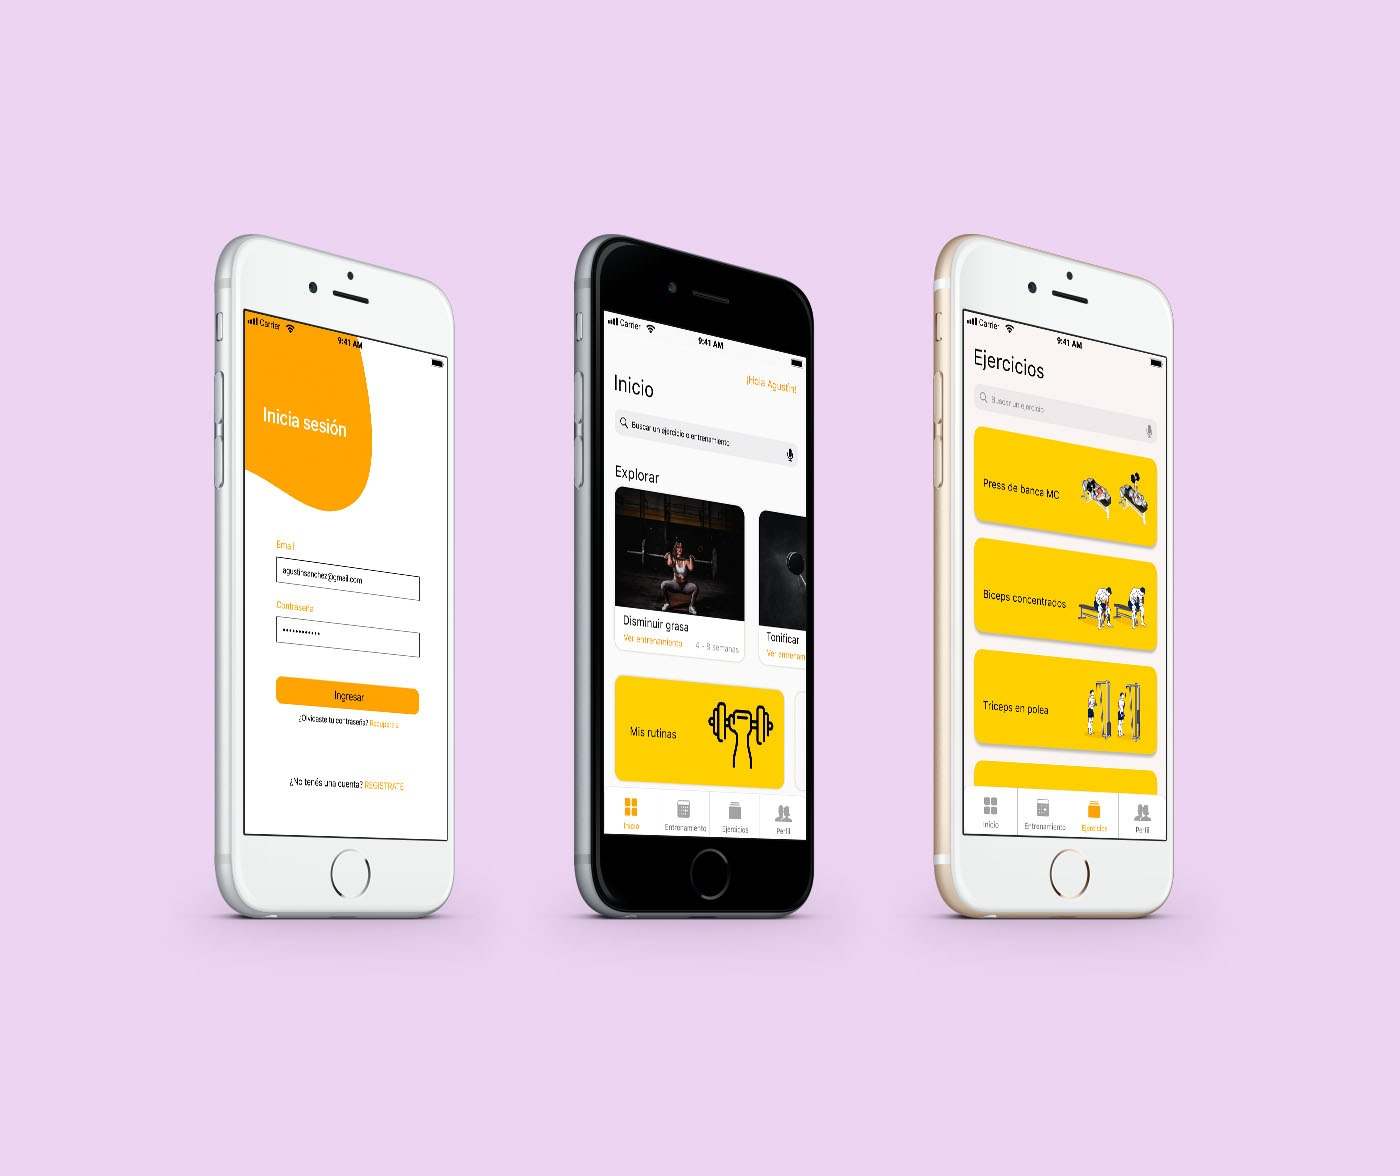 Carrier
9:41 AM
Inicia sesión
Email
agustinsanchez@gmail.com
Contraseña
••••••••••••
Ingresar
¿Olvidaste tu contraseña?
¿No tenés una cuenta? REGISTRATE
Carrier
9:41 AM
¡Hola Agustín!
Inicio
Buscar un ejercicio o entrenamiento
Explorar
Disminuir grasa
Ver entrenamiento
4 - 8 semanas
Tonificar
Ver entrenam
Mis rutinas
Inicio
Entrenamiento
Ejercicios
Perfil
Carrier
9:41 AM
Ejercicios
Buscar un ejercicio
Press de banca MC
Biceps concentrados
Triceps en polea
Inicio
Entrenamiento
Ejercicios
Perfil